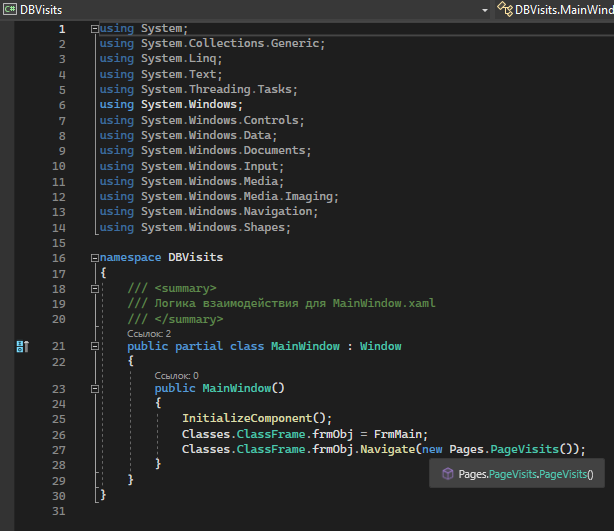 C# DBVisits DBVisits.MainWind
1 using System;
2 using System.Collections.Generic;
3 using System.Linq;
4 using System.Text;
5 using System.Threading.Tasks;
6 using System.Windows;
7 using System.Windows.Controls;
8 using System.Windows.Data;
9 using System.Windows.Documents;
10 using System.Windows.Input;
11 using System.Windows.Media;
12 using System.Windows.Media.Imaging;
13 using System.Windows.Navigation;
14 using System.Windows.Shapes;
15
16 namespace DBVisits
17 {
18 /// <summary>
19 /// Логика взаимодействия для MainWindow.xaml
20 /// </summary>
Ссылок: 2
21 public partial class MainWindow : Window
22 {
Ссылок: 0
23 public MainWindow()
24 {
25 InitializeComponent();
26 Classes.ClassFrame.frmObj = FrmMain;
27 Classes.ClassFrame.frmObj.Navigate(new Pages.PageVisits());
28 }
Pages.PageVisits.PageVisits()
29 }
30 }
31